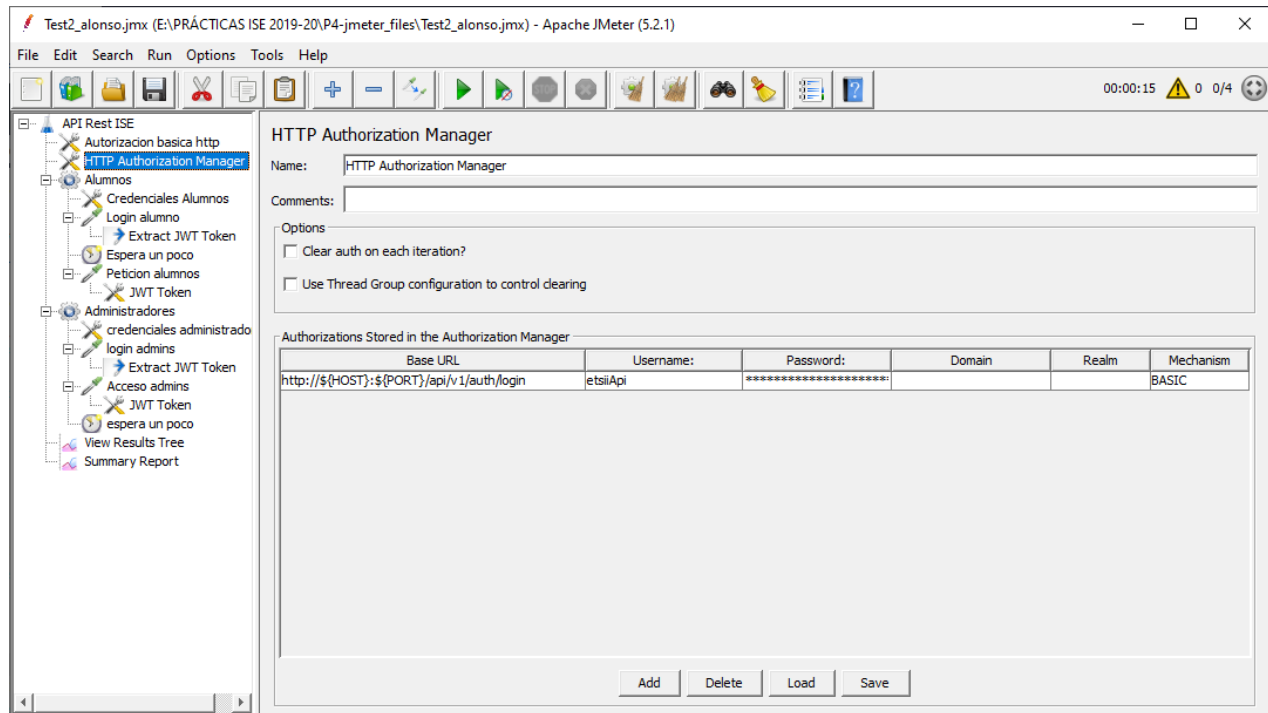 Test2_alonso.jmx (E:\PRÁCTICAS ISE 2019-20\P4-jmeter_files\Test2_alonso.jmx) - Apache JMeter (5.2.1)
File Edit Search Run Options Tools Help
STOP
00:00:15 0 0/4
API Rest ISE
Autorizacion basica http
HTTP Authorization Manager
Alumnos
Credenciales Alumnos
Login alumno
Extract JWT Token
Espera un poco
Peticion alumnos
JWT Token
Administradores
credenciales administrado
login admins
Extract JWT Token
Acceso admins
JWT Token
espera un poco
View Results Tree
Summary Report
HTTP Authorization Manager
Name: HTTP Authorization Manager
Comments:
Options
Clear auth on each iteration?
Use Thread Group configuration to control clearing
Authorizations Stored in the Authorization Manager
Base URL Username: Password: Domain Realm Mechanism
http://${HOST}:${PORT}/api/v1/auth/login etsiiApi ********************* BASIC
Add Delete Load Save